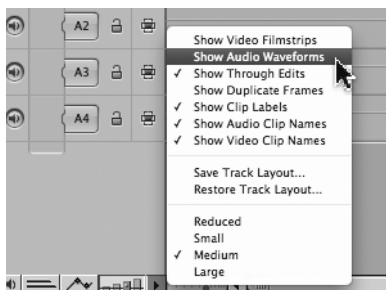 A2
A3
A4
Show Video Filmstrips
Show Audio Waveforms
✓ Show Through Edits
Show Duplicate Frames
✓ Show Clip Labels
✓ Show Audio Clip Names
✓ Show Video Clip Names
Save Track Layout...
Restore Track Layout...
Reduced
Small
✓ Medium
Large